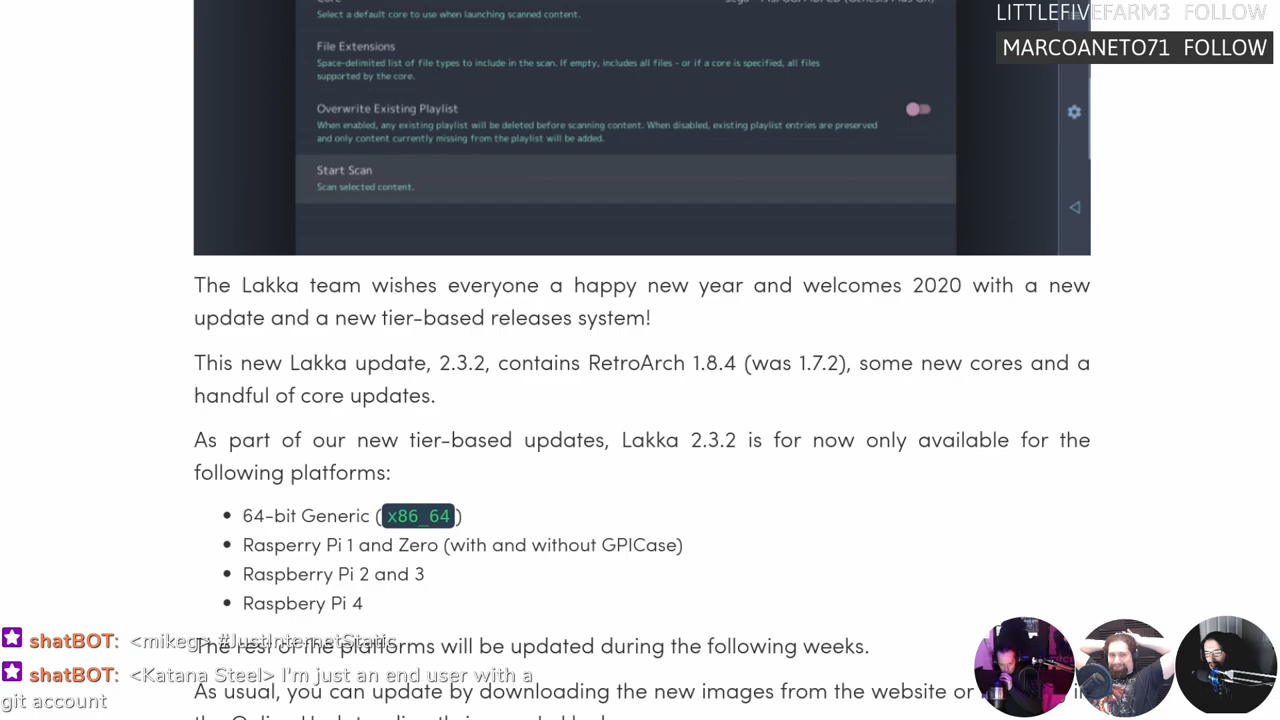 LITTLEFIVEFARM3 FOLLOW
MARCOANETO71 FOLLOW
Select a default core to use when launching scanned content.
File Extensions
Space-delimited list of file types to include in the scan. If empty, includes all files - or if a core is specified, all files
supported by the core.
Overwrite Existing Playlist
When enabled, any existing playlist will be deleted before scanning content. When disabled, existing playlist entries are preserved
and only content currently missing from the playlist will be added.
Start Scan
Scan selected content.
The Lakka team wishes everyone a happy new year and welcomes 2020 with a new
update and a new tier-based releases system!
This new Lakka update, 2.3.2, contains RetroArch 1.8.4 (was 1.7.2), some new cores and a
handful of core updates.
As part of our new tier-based updates, Lakka 2.3.2 is for now only available for the
following platforms:
64-bit Generic (x86_64)
Rasperry Pi 1 and Zero (with and without GPICase)
Raspberry Pi 2 and 3
Raspbery Pi 4
shatBOT: <mikeg> #JustInternetStatic
The rest of the platforms will be updated during the following weeks.
shatBOT: <Katana Steel> I'm just an end user with a
git account
As usual, you can update by downloading the new images from the website or